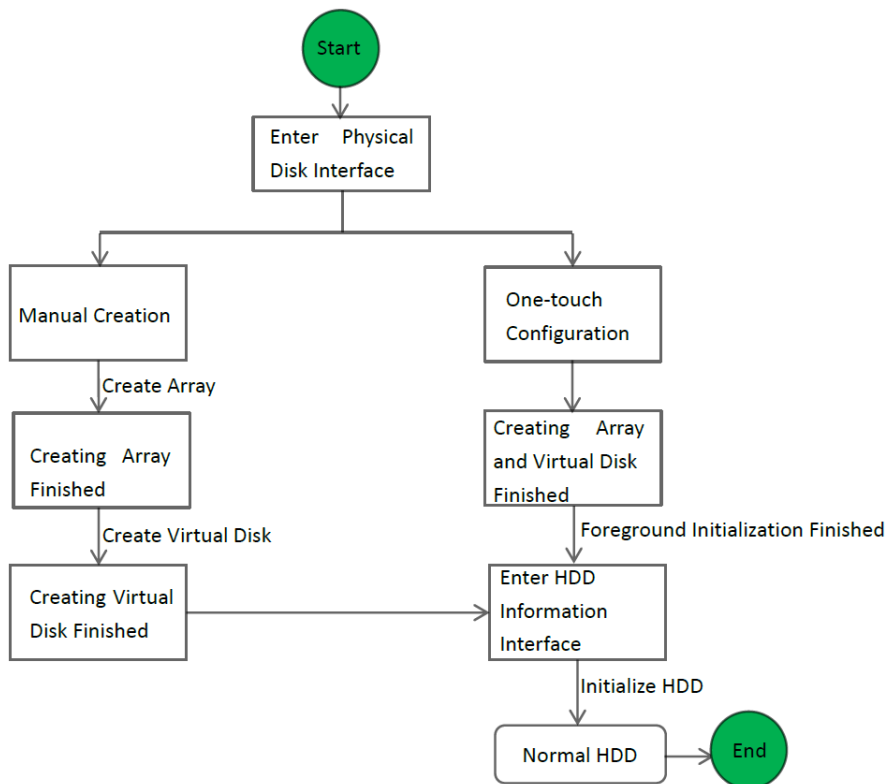 Start
Enter Physical
Disk Interface
Manual Creation
One-touch
Configuration
Create Array
Creating Array
Finished
Creating Array
and Virtual Disk
Finished
Create Virtual Disk
Foreground Initialization Finished
Creating Virtual
Disk Finished
Enter HDD
Information
Interface
Initialize HDD
Normal HDD
End